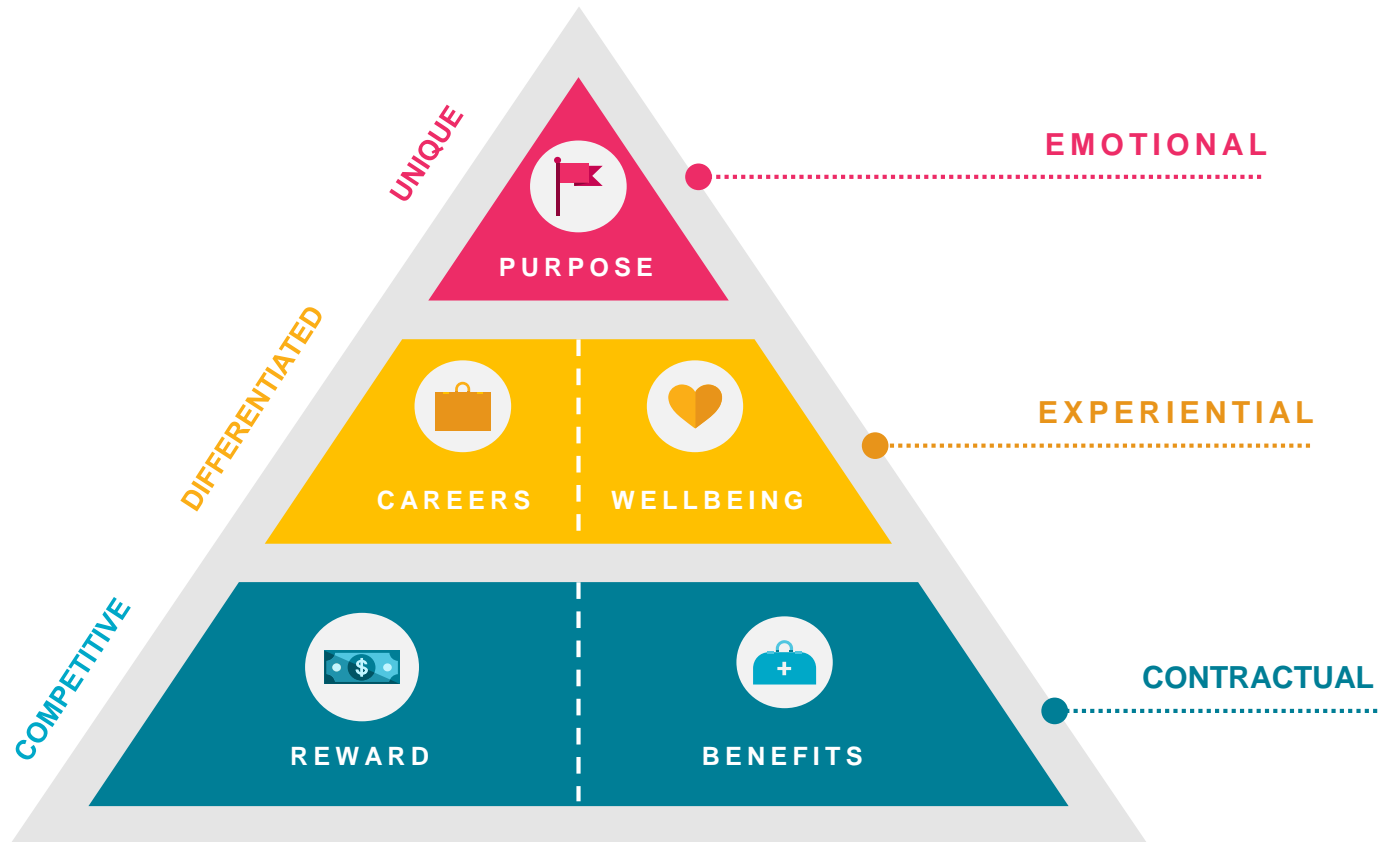 UNIQUE
EMOTIONAL
PURPOSE
DIFFERENTIATED
EXPERIENTIAL
CAREERS
WELLBEING
COMPETITIVE
CONTRACTUAL
$
REWARD
BENEFITS